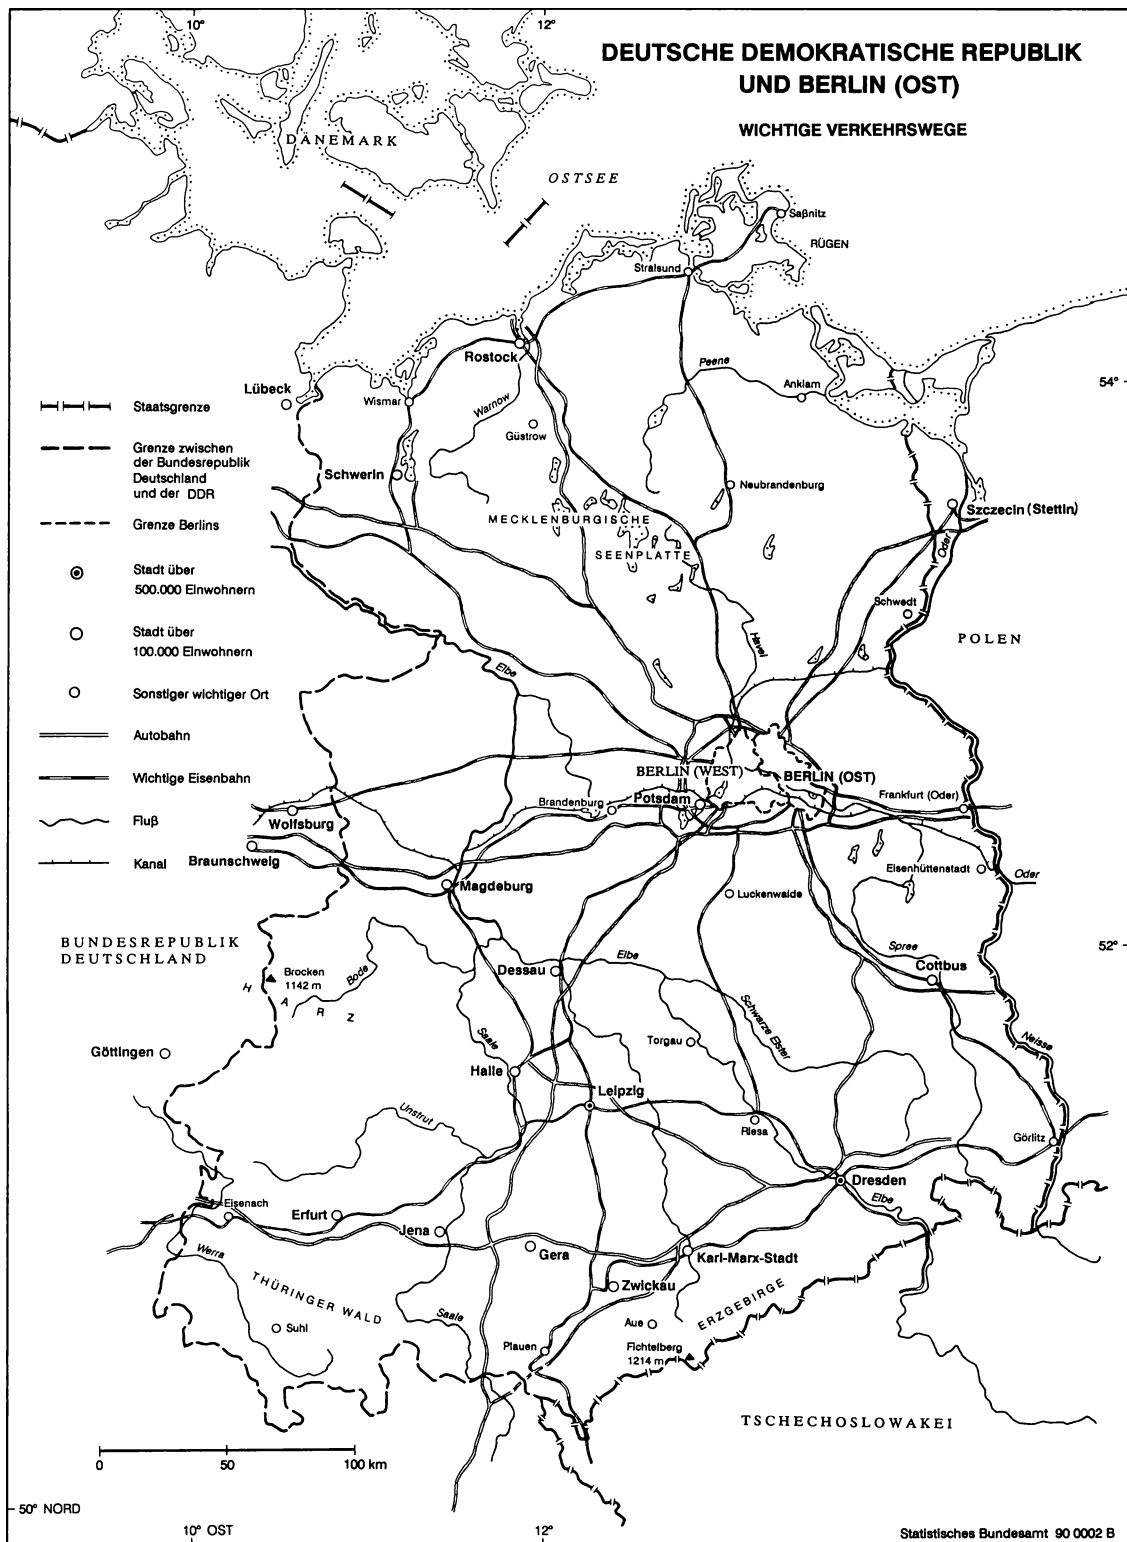 10°
12°
DEUTSCHE DEMOKRATISCHE REPUBLIK
UND BERLIN (OST)
WICHTIGE VERKEHRSWEGE
DÄNEMARK
OSTSEE
Saßnitz
RÜGEN
Stralsund
Rostock
Peene
54°
Anklam
Lübeck
Wismar
Warnow
Güstrow
Staatsgrenze
Grenze zwischen
der Bundesrepublik
Deutschland
und der DDR
Schwerin
Neubrandenburg
Szczecin (Stettin)
MECKLENBURGISCHE
SEENPLATTE
Oder
Grenze Berlins
Stadt über
500.000 Einwohnern
Schwedt
Stadt über
100.000 Einwohnern
POLEN
Havel
Elbe
Sonstiger wichtiger Ort
Autobahn
Wichtige Eisenbahn
BERLIN (WEST)
BERLIN (OST)
Brandenburg
Potsdam
Frankfurt (Oder)
Fluß
Wolfsburg
Kanal
Braunschweig
Magdeburg
Eisenhüttenstadt
Oder
Luckenwalde
BUNDESREPUBLIK
DEUTSCHLAND
52°
Spree
Cottbus
Elbe
Dessau
Brocken
1142 m
Bode
HARZ
Schwarze Elster
Saale
Torgau
Neisse
Göttingen
Halle
Leipzig
Unstrut
Riesa
Görlitz
Dresden
Elbe
Eisenach
Erfurt
Jena
Gera
Karl-Marx-Stadt
Werra
Zwickau
THÜRINGER WALD
ERZGEBIRGE
Saale
Suhl
Aue
Plauen
Fichtelberg
1214 m
TSCHECHOSLOWAKEI
0
50
100 km
50° NORD
10° OST
12°
Statistisches Bundesamt 90 0002 B